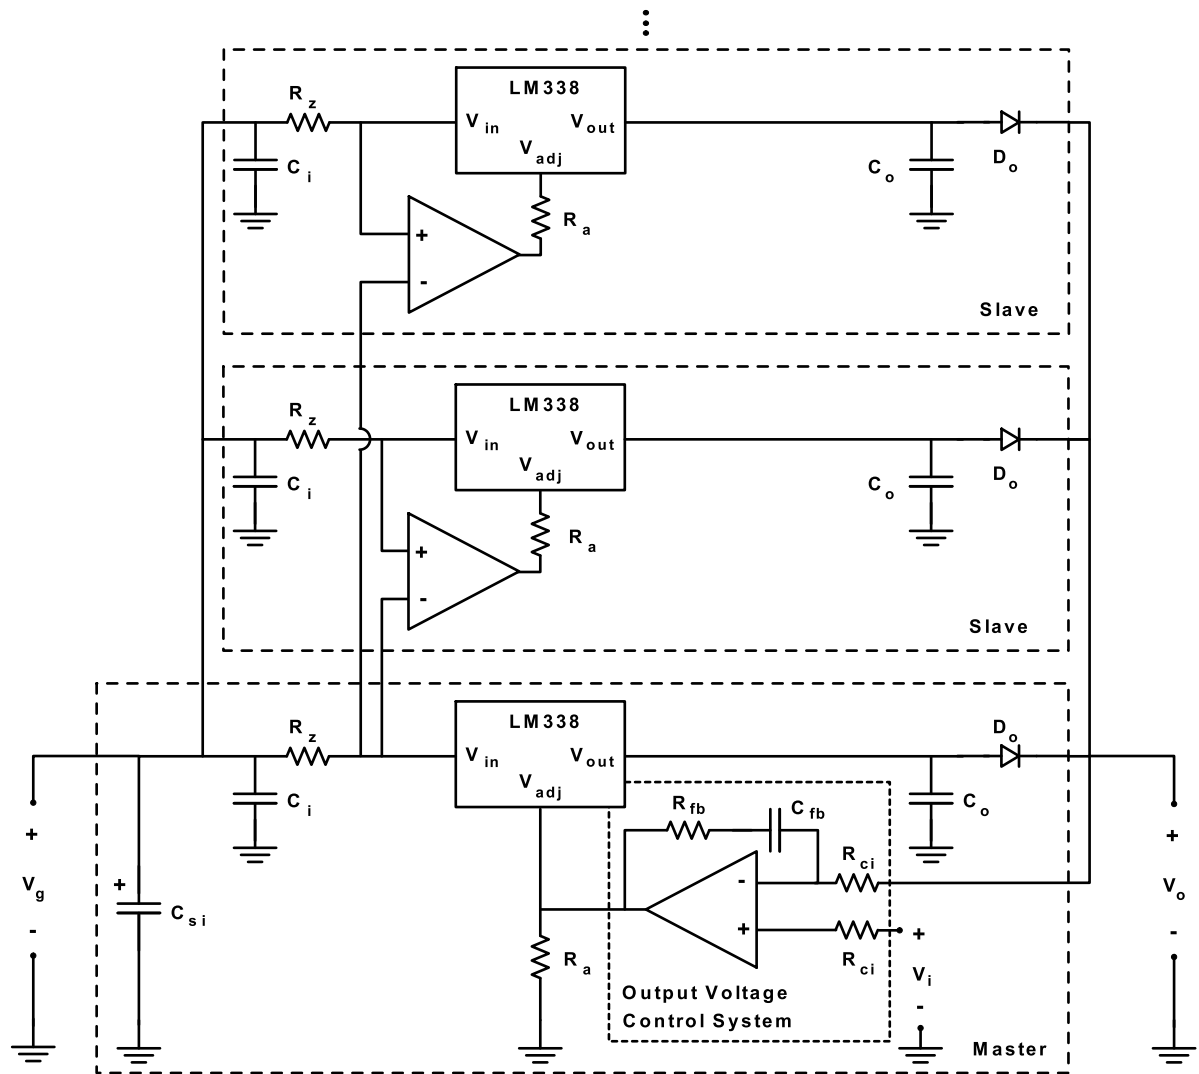 LM338
R z
V in
V out
V adj
C i
R a
C o
D o
+
-
Slave
LM338
R z
V in
V out
V adj
C i
R a
C o
D o
+
-
Slave
LM338
R z
V in
V out
V adj
C i
D o
C o
R fb
C fb
R ci
-
+
R ci
+
V i
-
+
V g
-
+
C si
R a
+
V o
-
Output Voltage
Control System
Master